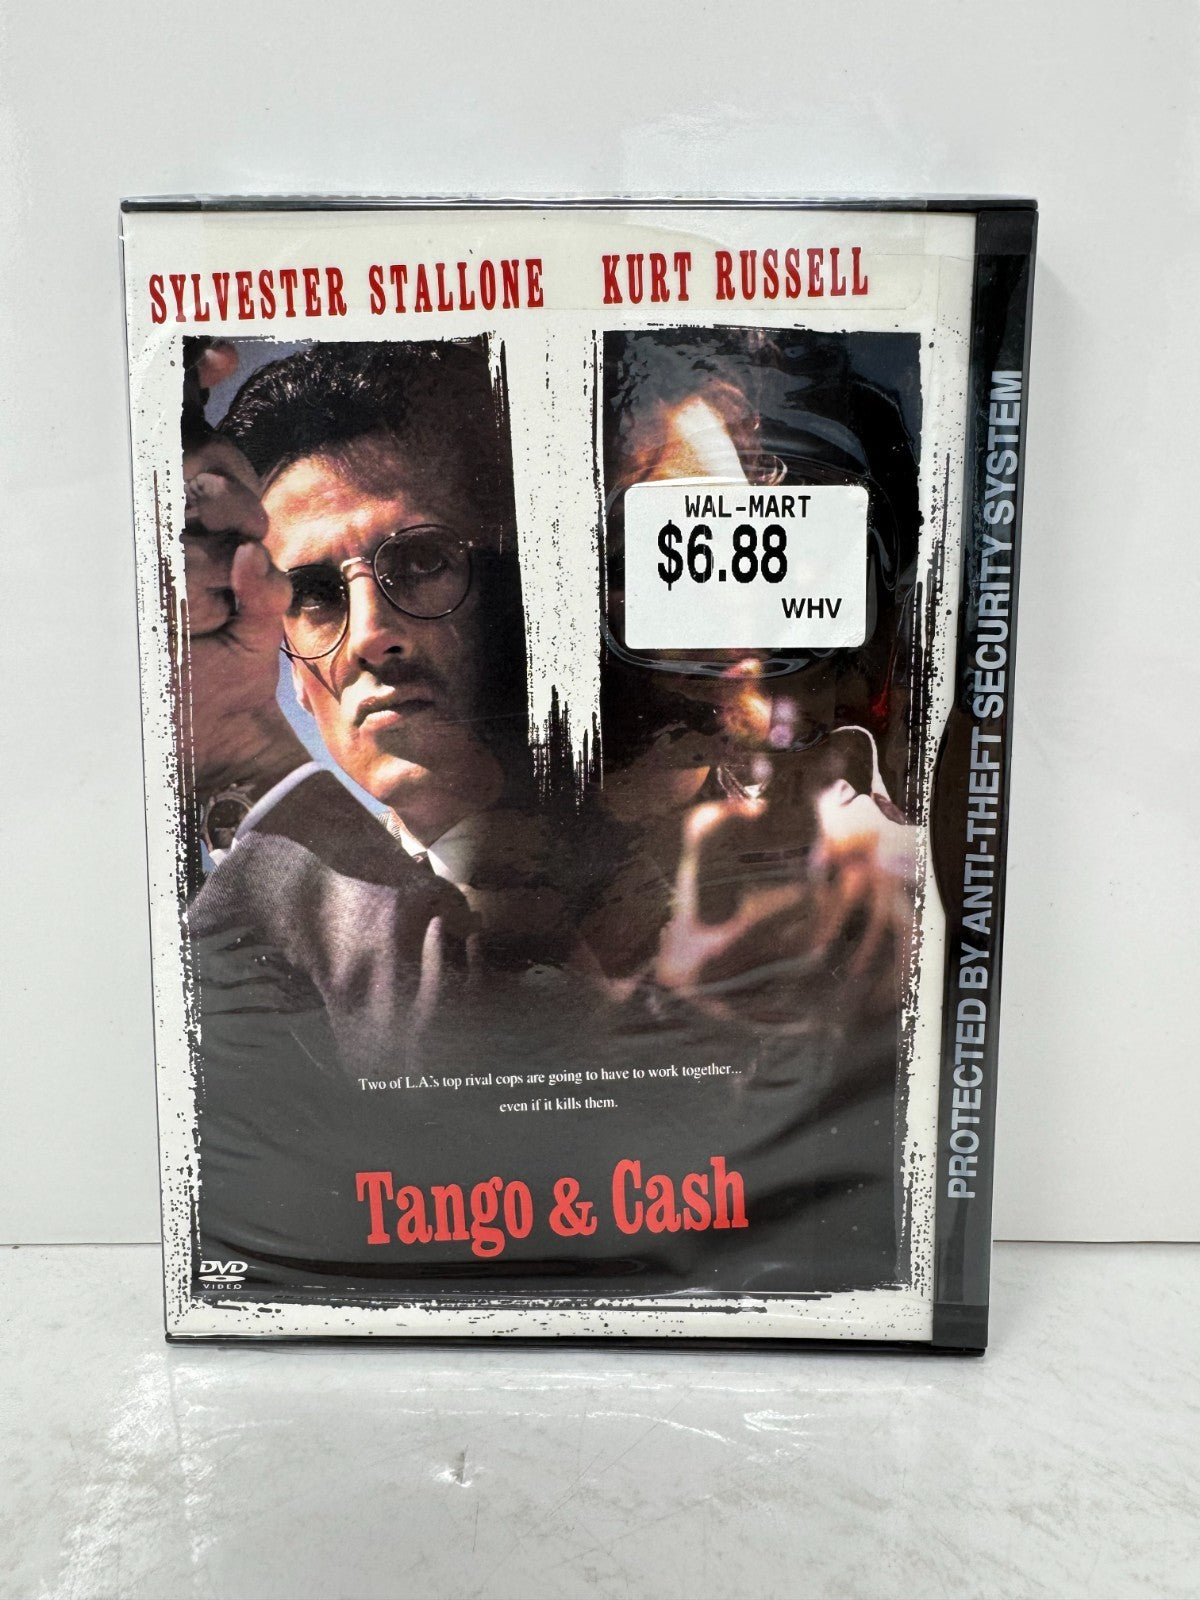 SYLVESTER STALLONE KURT RUSSELL
WAL-MART
$6.88
WHV
PROTECTED BY ANTI-THEFT SECURITY SYSTEM
Two of L.A.'s top rival cops are going to have to work together...
even if it kills them.
Tango & Cash
DVD
VIDEO